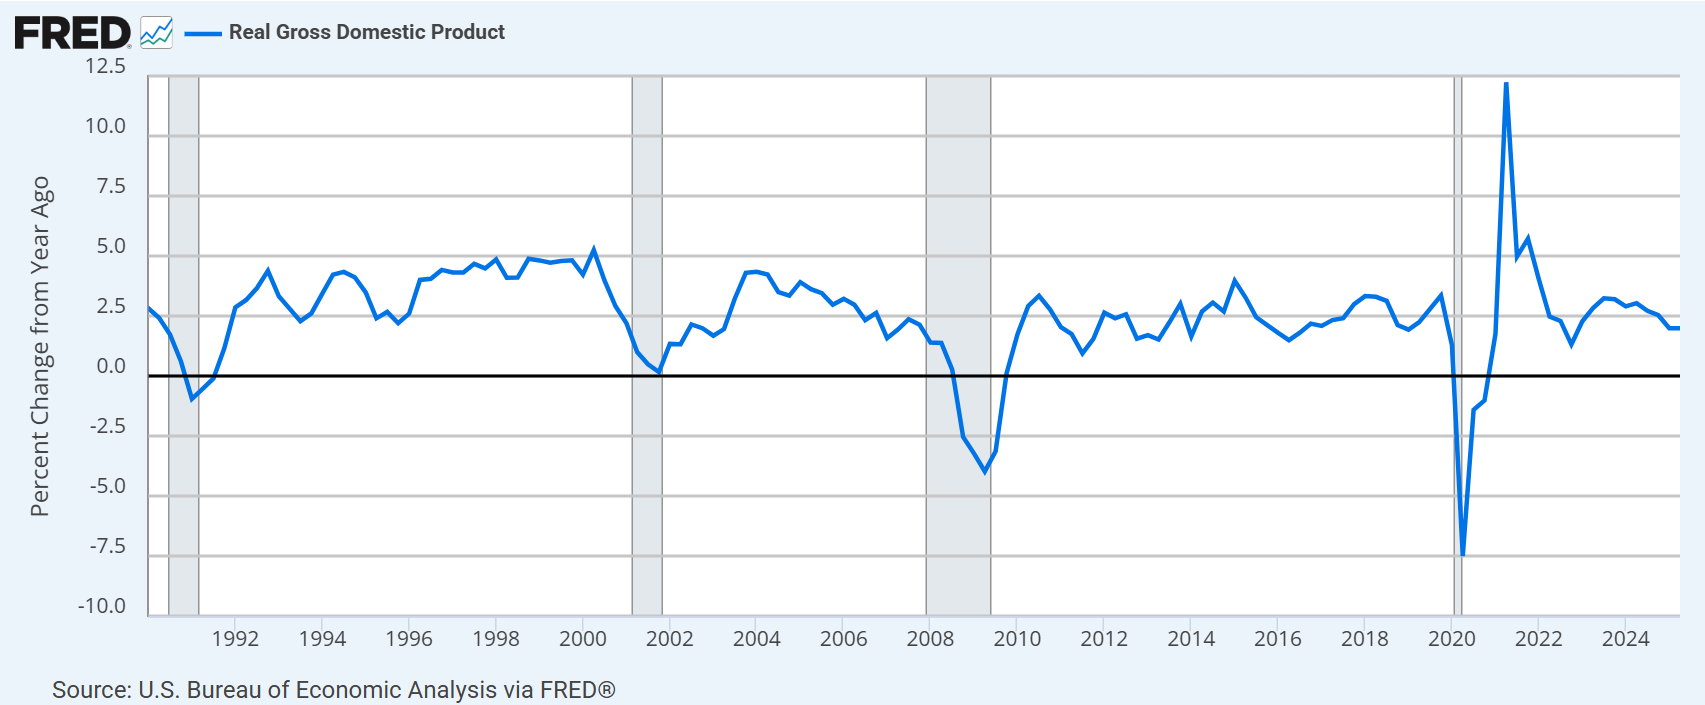 FRED® Real Gross Domestic Product
Percent Change from Year Ago
12.5
10.0
7.5
5.0
2.5
0.0
-2.5
-5.0
-7.5
-10.0
1992 1994 1996 1998 2000 2002 2004 2006 2008 2010 2012 2014 2016 2018 2020 2022 2024
Source: U.S. Bureau of Economic Analysis via FRED®